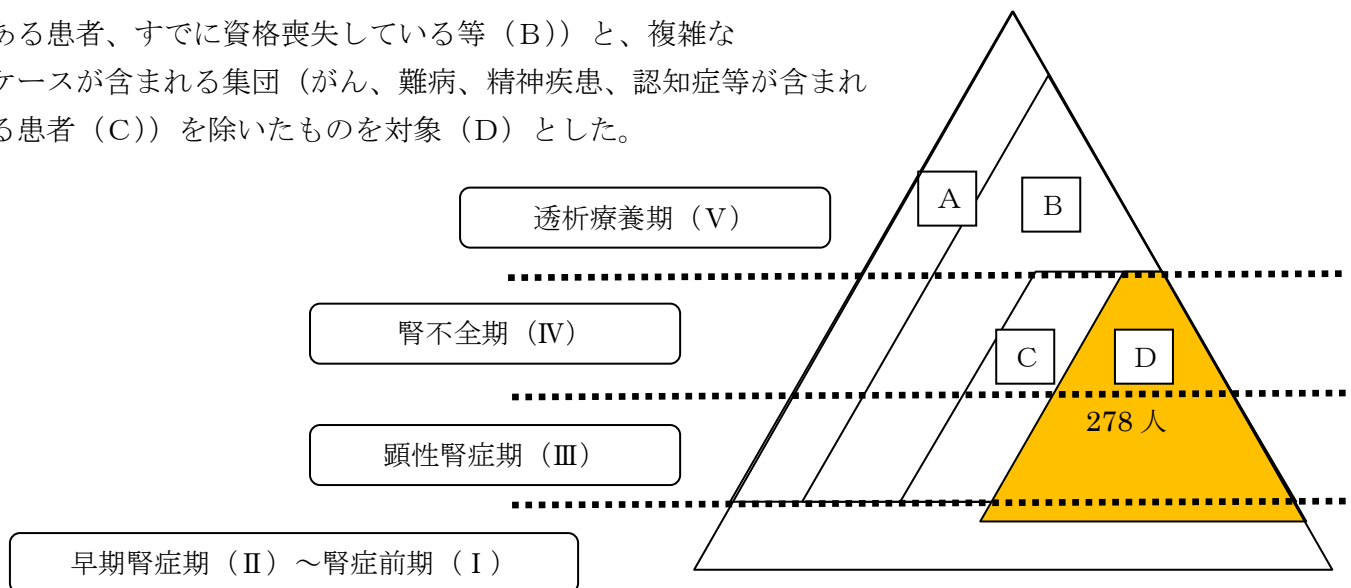 ある患者、すでに資格喪失している等（B））と、複雑な
ケースが含まれる集団（がん、難病、精神疾患、認知症等が含まれ
る患者（C））を除いたものを対象（D）とした。
A
B
透析療養期（Ⅴ）
腎不全期（Ⅳ）
C
D
278 人
顕性腎症期（Ⅲ）
早期腎症期（Ⅱ）～腎症前期（Ⅰ）